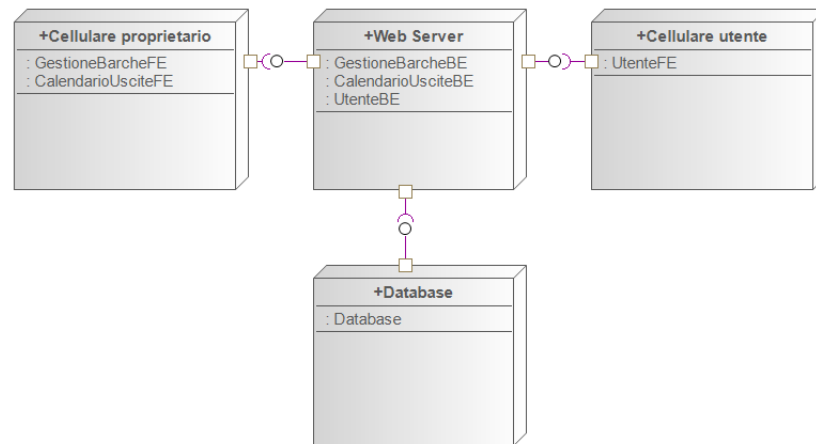 +Cellulare proprietario
: GestioneBarcheFE
: CalendarioUsciteFE
+Web Server
: GestioneBarcheBE
: CalendarioUsciteBE
: UtenteBE
+Cellulare utente
: UtenteFE
+Database
: Database